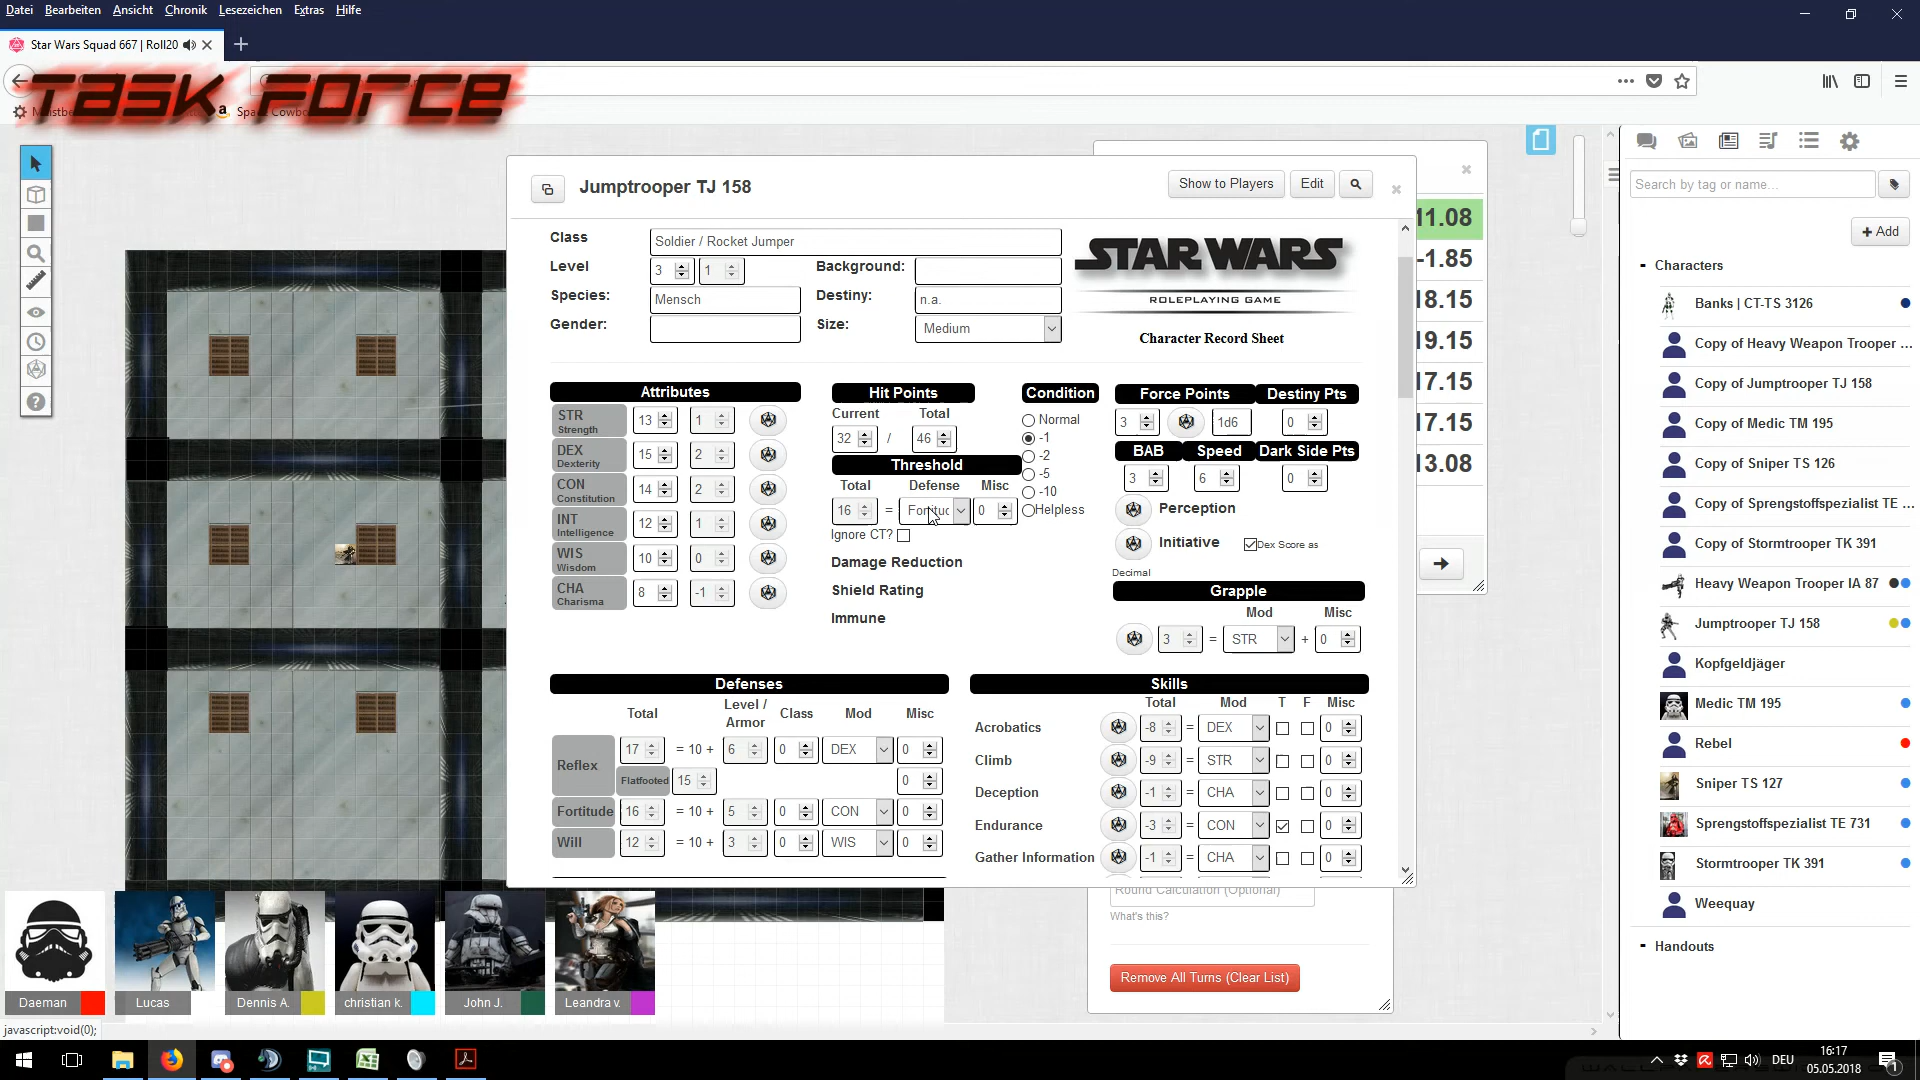 Datei Bearbeiten Ansicht Chronik Lesezeichen Extras Hilfe
Star Wars Squad 667 | Roll20
TASK FORCE
Jumptrooper TJ 158
Show to Players Edit
Class Soldier / Rocket Jumper
Level 3 1 Background:
Species: Mensch Destiny: n.a.
Gender: Size: Medium
STAR WARS
ROLEPLAYING GAME
Character Record Sheet
Attributes
STR Strength 13 1
DEX Dexterity 15 2
CON Constitution 14 2
INT Intelligence 12 1
WIS Wisdom 10 0
CHA Charisma 8 -1
Hit Points
Current Total
32 / 46
Threshold
Total Defense Misc
16 = 0
Ignore CT?
Damage Reduction
Shield Rating
Immune
Condition
Normal
-1
-2
-5
-10
Helpless
Force Points Destiny Pts
3 1d6 0
BAB Speed Dark Side Pts
3 6 0
Perception
Initiative Dex Score as
Decimal
Grapple
Mod Misc
3 = STR + 0
Defenses
Total Level / Armor Class Mod Misc
Reflex 17 = 10 + 6 0 DEX 0
Flatfooted 15 0
Fortitude 16 = 10 + 5 0 CON 0
Will 12 = 10 + 3 0 WIS 0
Skills
Total Mod T F Misc
Acrobatics -8 = DEX 0
Climb -9 = STR 0
Deception -1 = CHA 0
Endurance -3 = CON 0
Gather Information -1 = CHA 0
11.08
-1.85
18.15
19.15
17.15
17.15
13.08
Round Calculation (Optional)
What's this?
Remove All Turns (Clear List)
Search by tag or name...
+ Add
- Characters
Banks | CT-TS 3126
Copy of Heavy Weapon Trooper ...
Copy of Jumptrooper TJ 158
Copy of Medic TM 195
Copy of Sniper TS 126
Copy of Sprengstoffspezialist TE ...
Copy of Stormtrooper TK 391
Heavy Weapon Trooper IA 87
Jumptrooper TJ 158
Kopfgeldjäger
Medic TM 195
Rebel
Sniper TS 127
Sprengstoffspezialist TE 731
Stormtrooper TK 391
Weequay
- Handouts
Daeman Lucas Dennis A. christian k. John J. Leandra v.
javascript:void(0);
DEU 16:17
05.05.2018
1